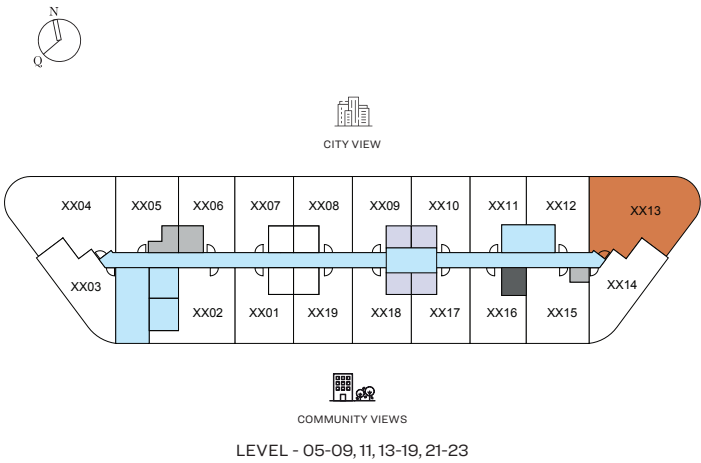 N
Q
CITY VIEW
XX04 XX05 XX06 XX07 XX08 XX09 XX10 XX11 XX12 XX13
XX03 XX14
XX02 XX01 XX19 XX18 XX17 XX16 XX15
COMMUNITY VIEWS
LEVEL - 05-09, 11, 13-19, 21-23